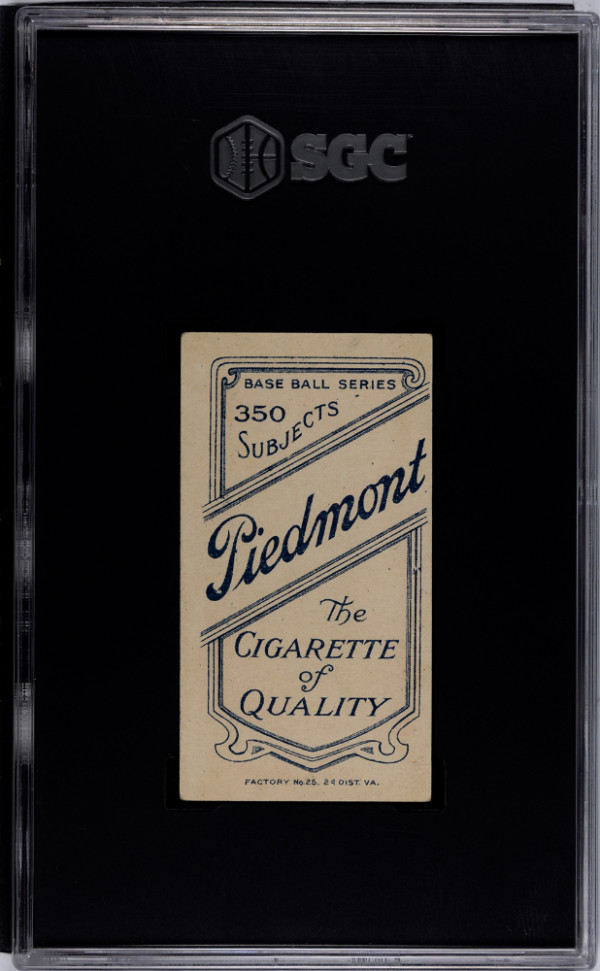 SGC
BASE BALL SERIES
350
SUBJECTS
Piedmont
The
CIGARETTE
of
QUALITY
FACTORY No. 25. 2d DIST. VA.